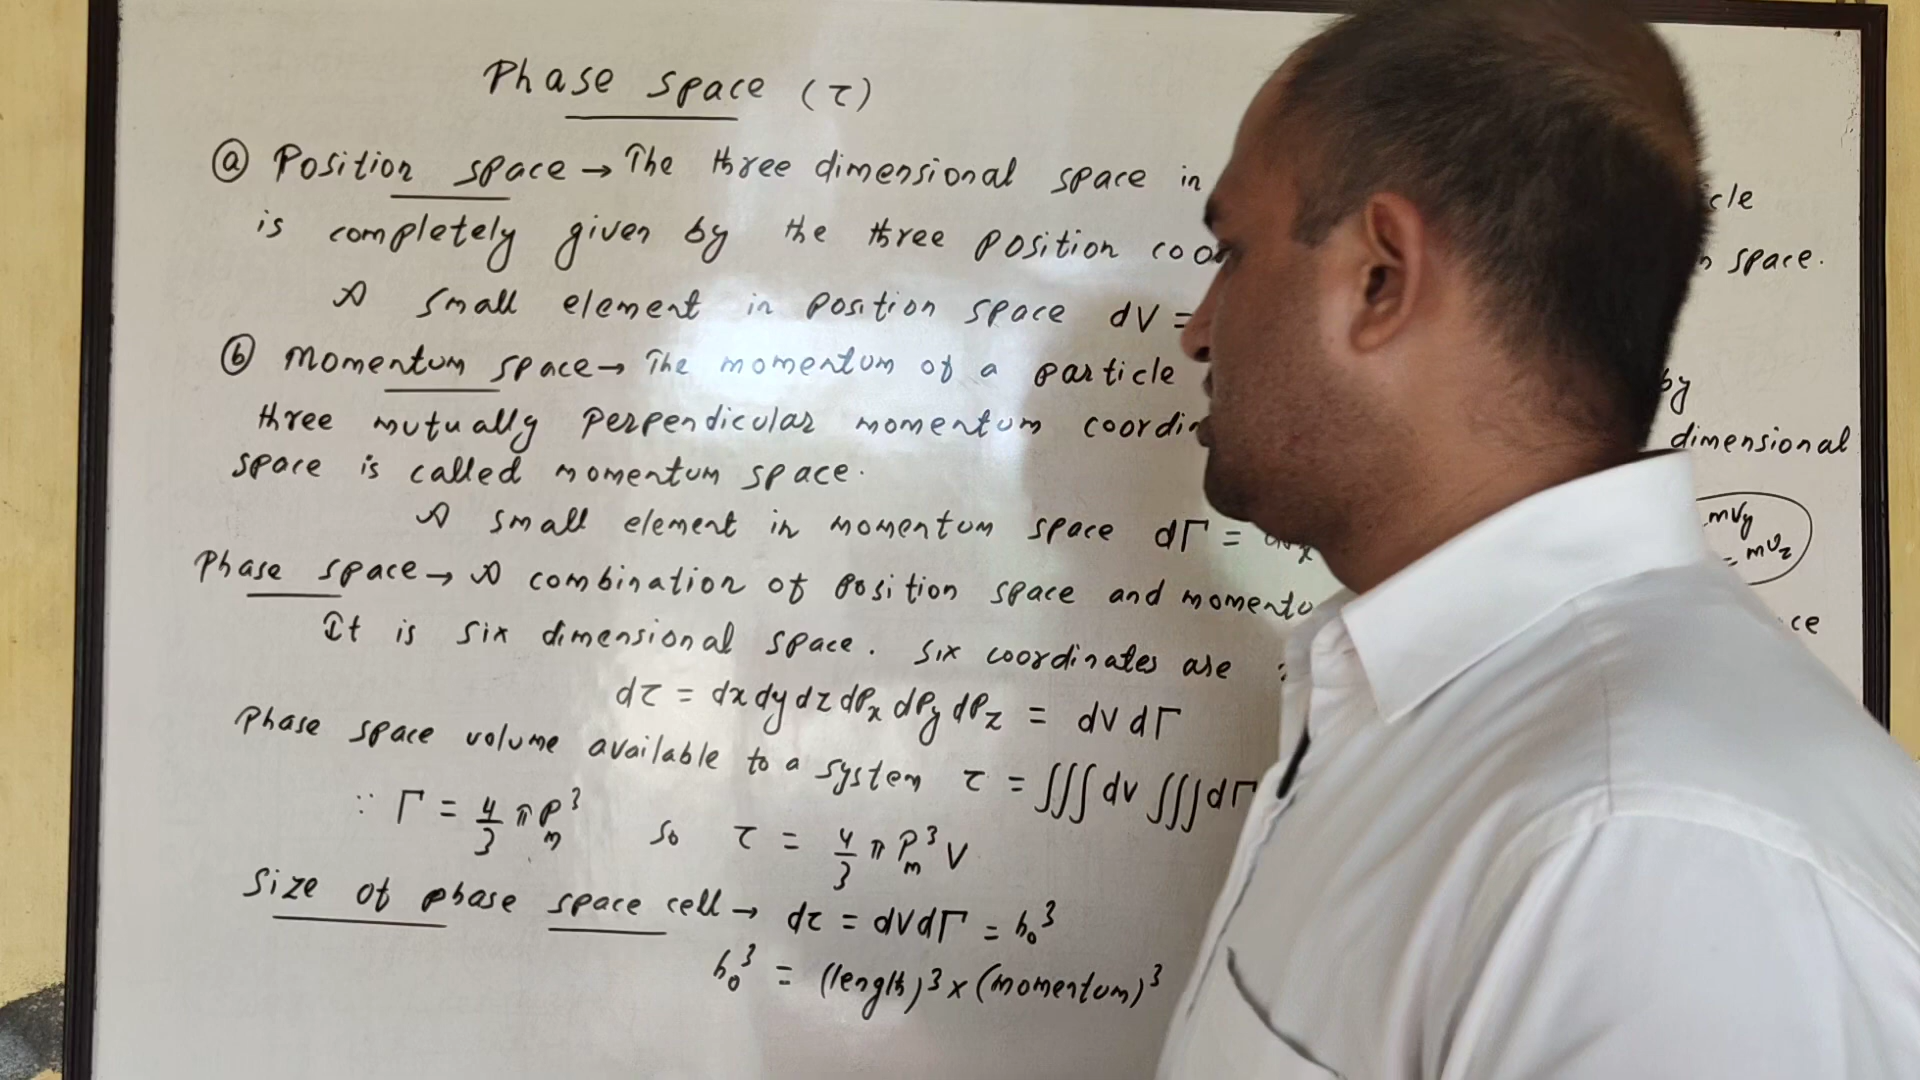 Phase space (τ)
ⓐ Position space → The three dimensional space in cle
is completely given by the three position coo space.
A small element in position space dV =
ⓑ Momentum space → The momentum of a particle by
three mutually perpendicular momentum coordin dimensional
space is called momentum space.
mVy
A small element in momentum space dΓ =
= mVz
Phase space → A combination of position space and momentu ce
It is six dimensional space. Six coordinates are :
dτ = dx dy dz dPx dPy dPz = dV dΓ
Phase space volume available to a system τ = ∫∫∫ dV ∫∫∫ dΓ
∵ Γ = 4/3 π Pm³ So τ = 4/3 π Pm³ V
Size of phase space cell → dτ = dV dΓ = h₀³
h₀³ = (length)³ x (momentum)³